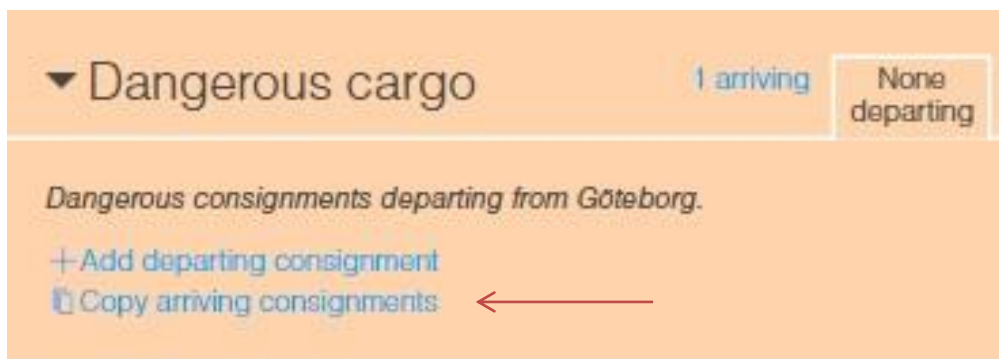 Dangerous cargo
1 arriving
None
departing
Dangerous consignments departing from Göteborg.
+Add departing consignment
Copy arriving consignments